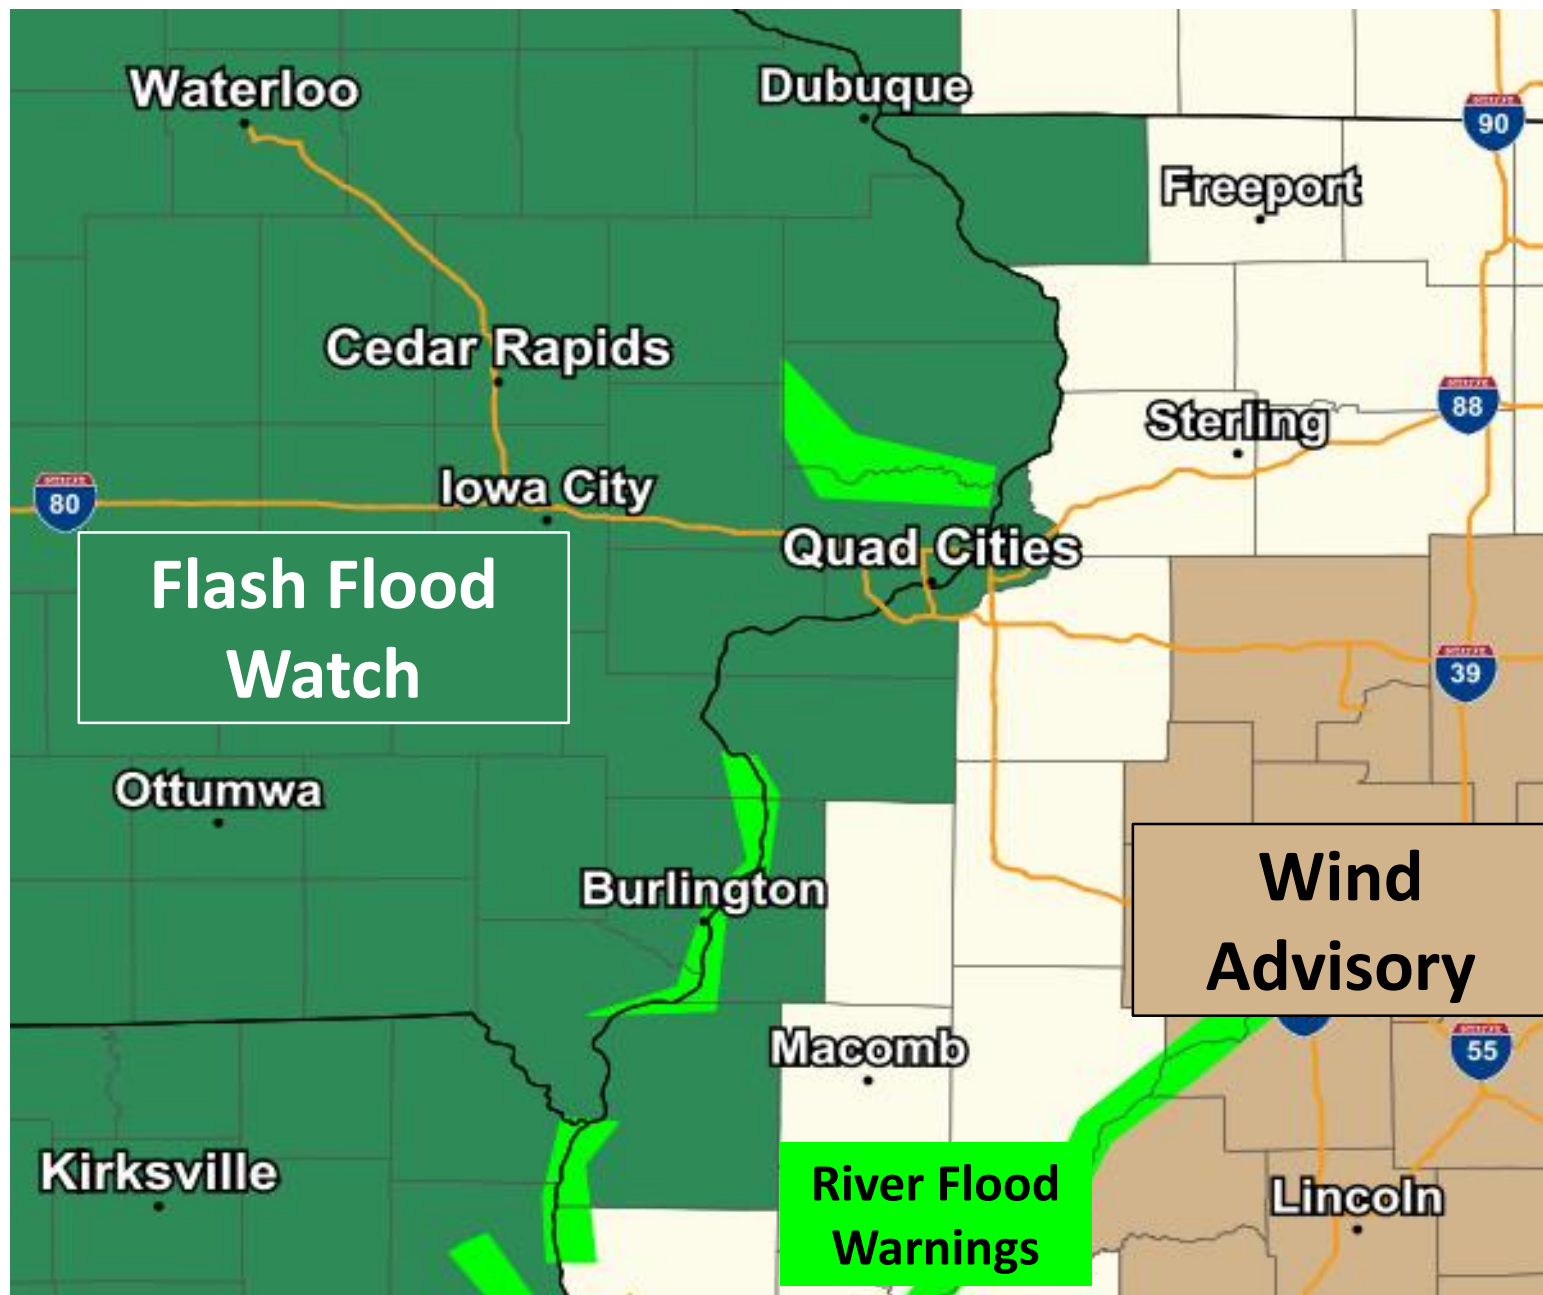 Waterloo
Dubuque
90
Freeport
Cedar Rapids
88
Sterling
Iowa City
80
Quad Cities
Flash Flood
Watch
39
Ottumwa
Burlington
Wind
Advisory
Macomb
55
Kirksville
River Flood
Warnings
Lincoln